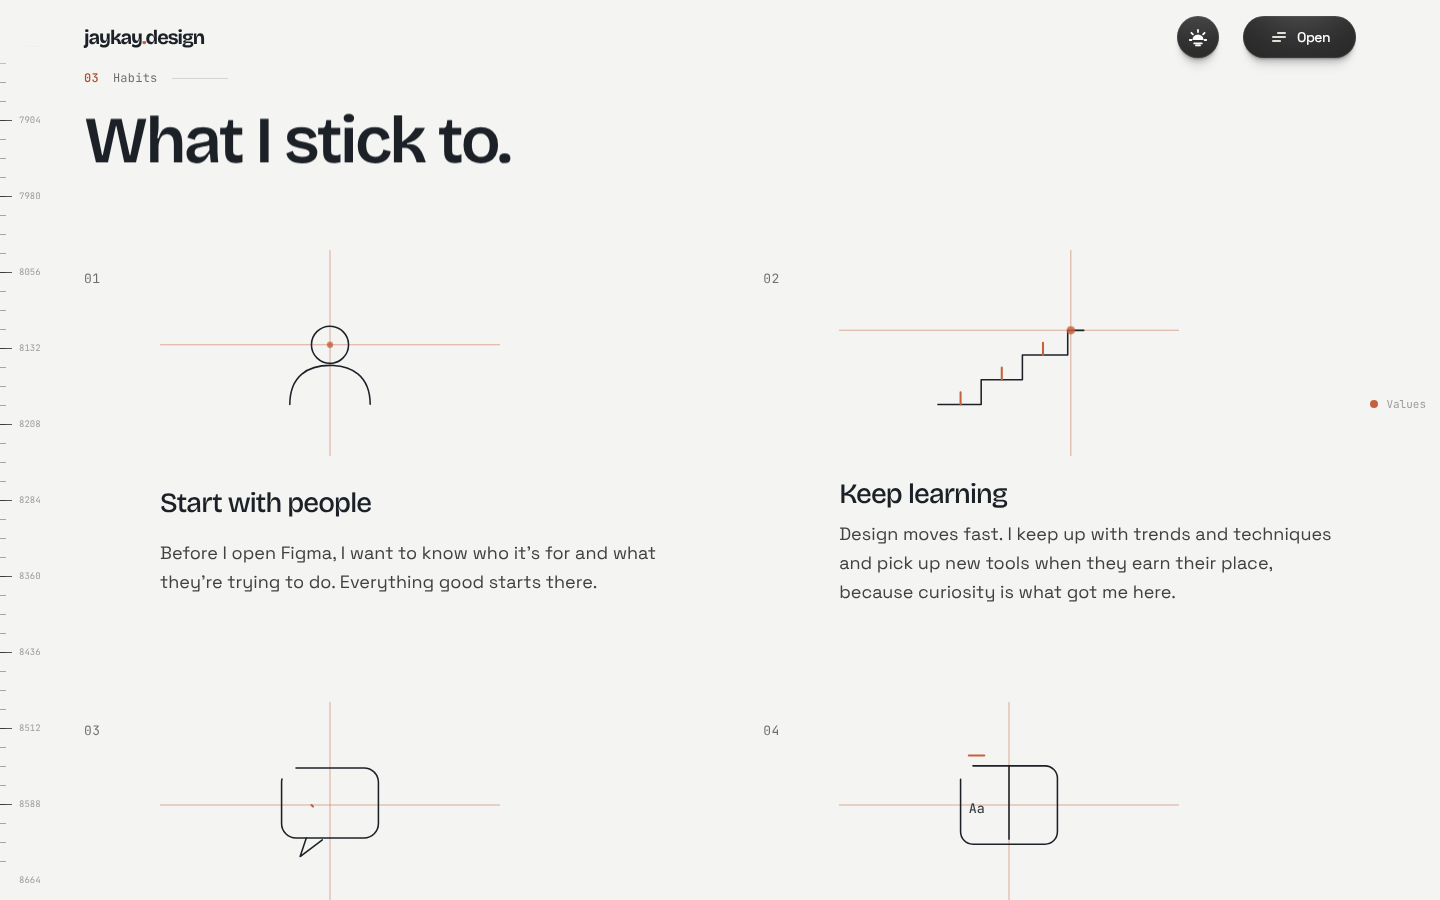 jaykay.design
Open
03 Habits
What I stick to.
7904
7980
8056
8132
8208
8284
8360
8436
8512
8588
8664
01
Start with people
Before I open Figma, I want to know who it's for and what
they're trying to do. Everything good starts there.
02
Keep learning
Design moves fast. I keep up with trends and techniques
and pick up new tools when they earn their place,
because curiosity is what got me here.
Values
03
04
Aa